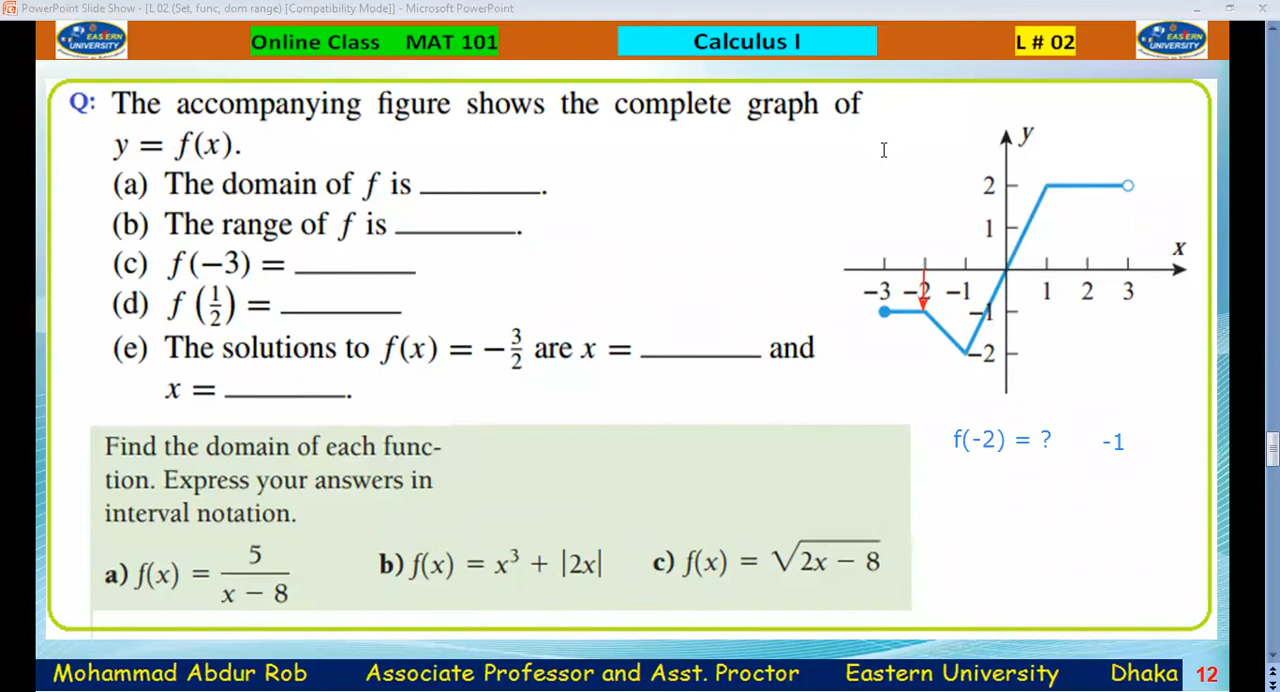 PowerPoint Slide Show - [L 02 (Set, func, dom range) [Compatibility Mode]] - Microsoft PowerPoint
EASTERN UNIVERSITY
Online Class MAT 101
Calculus I
L # 02
EASTERN UNIVERSITY
Q: The accompanying figure shows the complete graph of
y = f(x).
(a) The domain of f is ________.
(b) The range of f is ________.
(c) f(−3) = ________
(d) f(1/2) = ________
(e) The solutions to f(x) = −3/2 are x = ________ and
x = ________.
y
2
1
x
−3 −2 −1 1 2 3
−1
−2
f(-2) = ? -1
Find the domain of each func-
tion. Express your answers in
interval notation.
a) f(x) = 5/(x − 8) b) f(x) = x³ + |2x| c) f(x) = √(2x − 8)
Mohammad Abdur Rob Associate Professor and Asst. Proctor Eastern University Dhaka 12